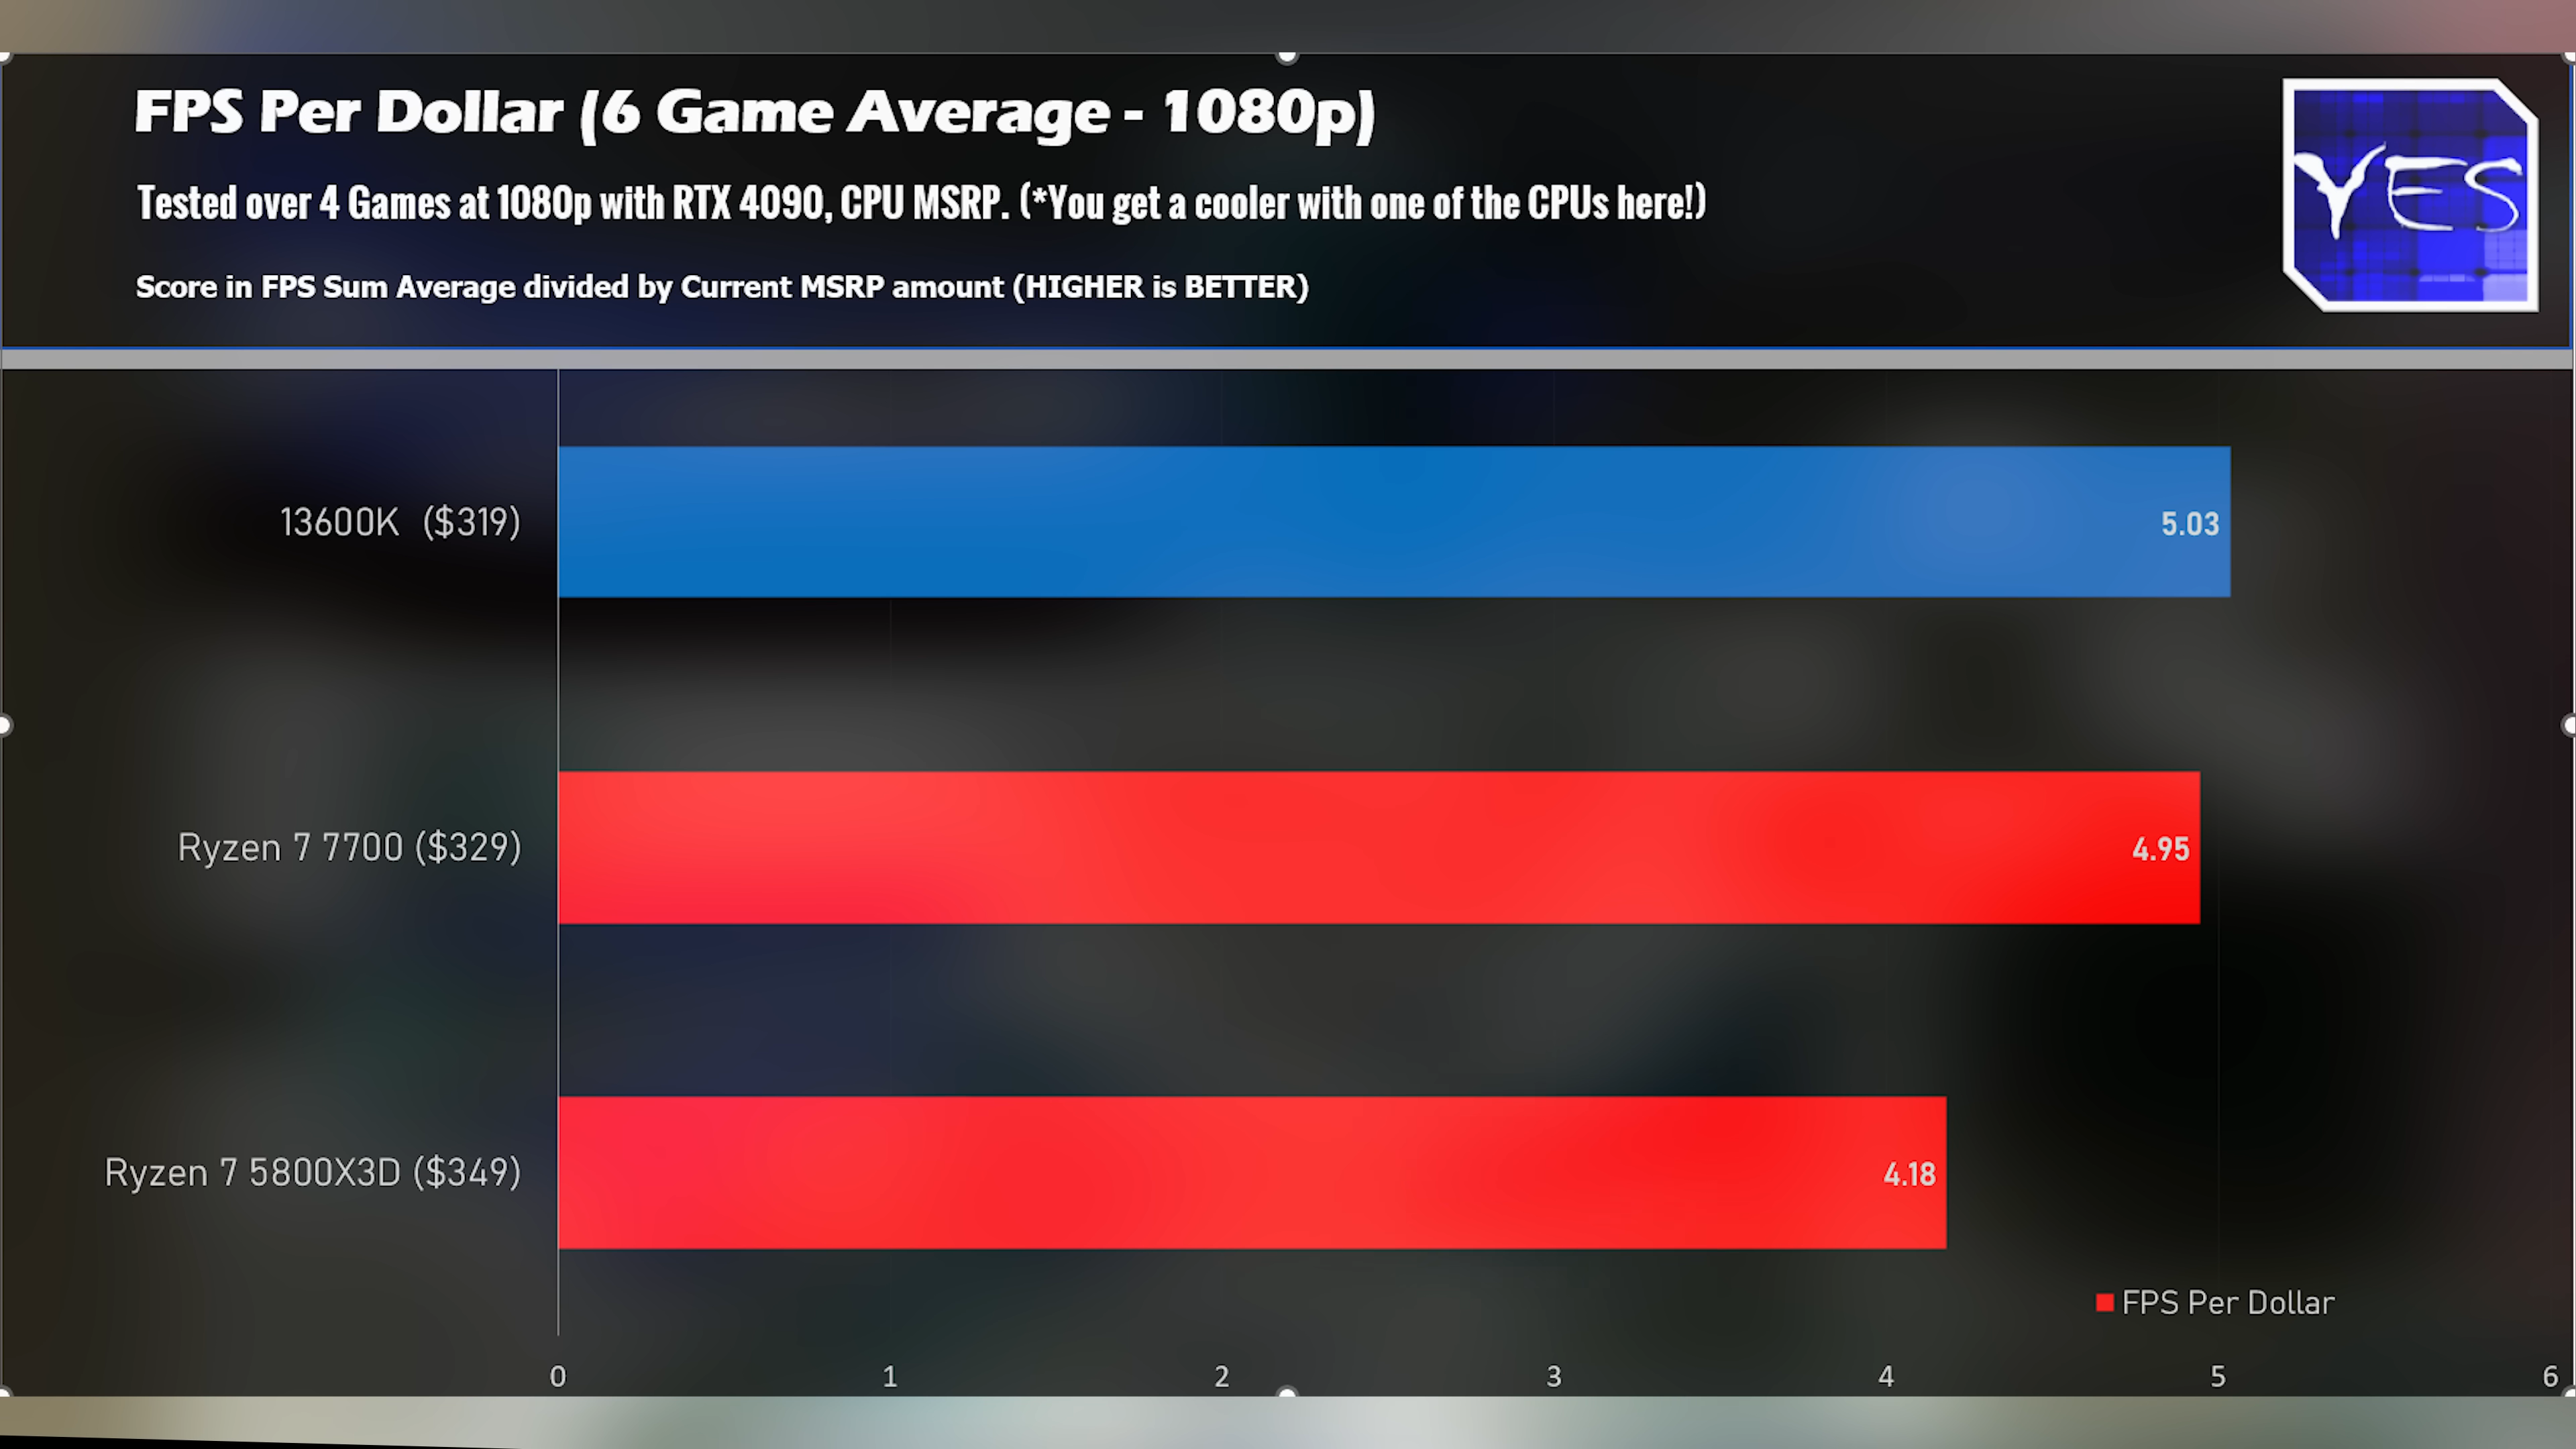 FPS Per Dollar (6 Game Average - 1080p)
Tested over 4 Games at 1080p with RTX 4090, CPU MSRP. (*You get a cooler with one of the CPUs here!)
Score in FPS Sum Average divided by Current MSRP amount (HIGHER is BETTER)
YES
13600K ($319)
5.03
Ryzen 7 7700 ($329)
4.95
Ryzen 7 5800X3D ($349)
4.18
FPS Per Dollar
0 1 2 3 4 5 6